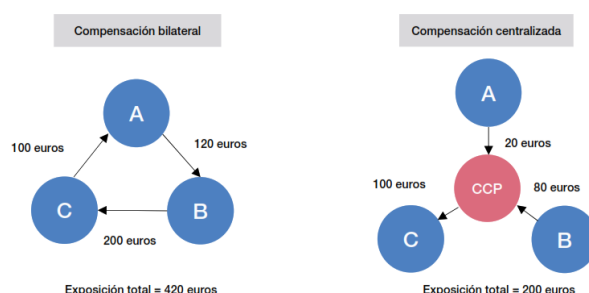 Compensación bilateral
A
100 euros
120 euros
C
B
200 euros
Exposición total = 420 euros
Compensación centralizada
A
20 euros
100 euros
CCP
80 euros
C
B
Exposición total = 200 euros